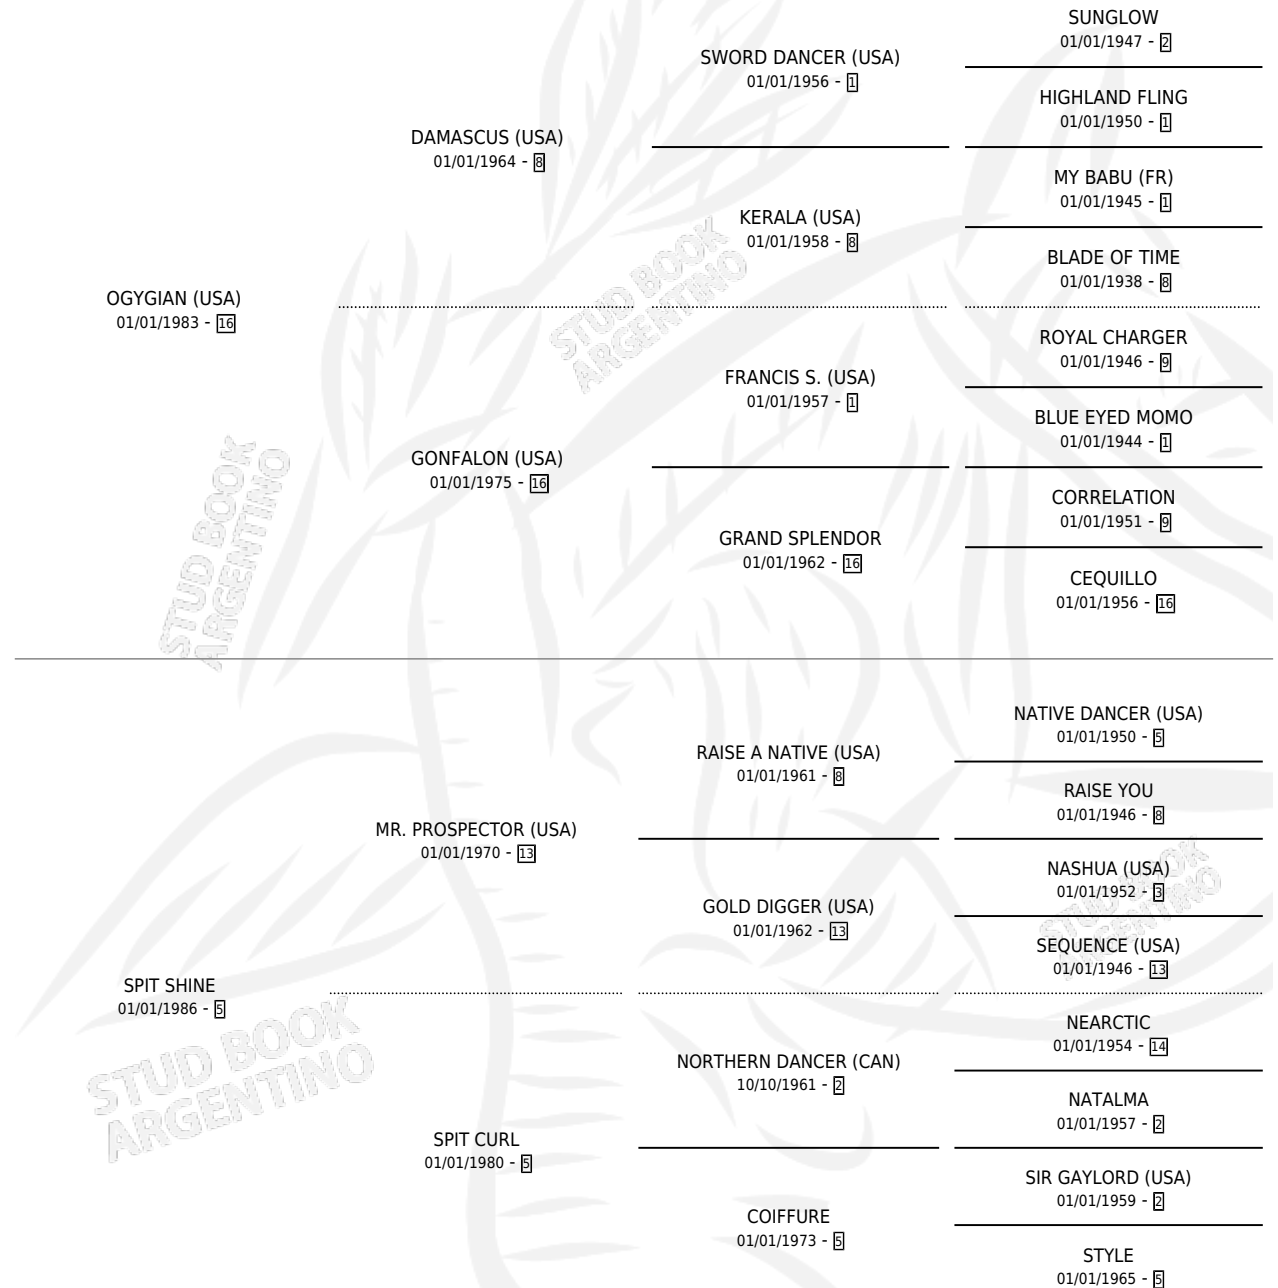 SUNGLOW
01/01/1947 - 2
SWORD DANCER (USA)
01/01/1956 - 1
HIGHLAND FLING
01/01/1950 - 1
DAMASCUS (USA)
01/01/1964 - 8
MY BABU (FR)
01/01/1945 - 1
KERALA (USA)
01/01/1958 - 8
BLADE OF TIME
01/01/1938 - 8
OGYGIAN (USA)
01/01/1983 - 16
ROYAL CHARGER
01/01/1946 - 9
FRANCIS S. (USA)
01/01/1957 - 1
BLUE EYED MOMO
01/01/1944 - 1
GONFALON (USA)
01/01/1975 - 16
CORRELATION
01/01/1951 - 9
GRAND SPLENDOR
01/01/1962 - 16
CEQUILLO
01/01/1956 - 16
NATIVE DANCER (USA)
01/01/1950 - 5
RAISE A NATIVE (USA)
01/01/1961 - 8
RAISE YOU
01/01/1946 - 8
MR. PROSPECTOR (USA)
01/01/1970 - 13
NASHUA (USA)
01/01/1952 - 3
GOLD DIGGER (USA)
01/01/1962 - 13
SEQUENCE (USA)
01/01/1946 - 13
SPIT SHINE
01/01/1986 - 5
NEARCTIC
01/01/1954 - 14
NORTHERN DANCER (CAN)
10/10/1961 - 2
NATALMA
01/01/1957 - 2
SPIT CURL
01/01/1980 - 5
SIR GAYLORD (USA)
01/01/1959 - 2
COIFFURE
01/01/1973 - 5
STYLE
01/01/1965 - 5
STUD BOOK
ARGENTINO
STUD BOOK
ARGENTINO
STUD BOOK
ARGENTINO
STUD BOOK
ARGENTINO